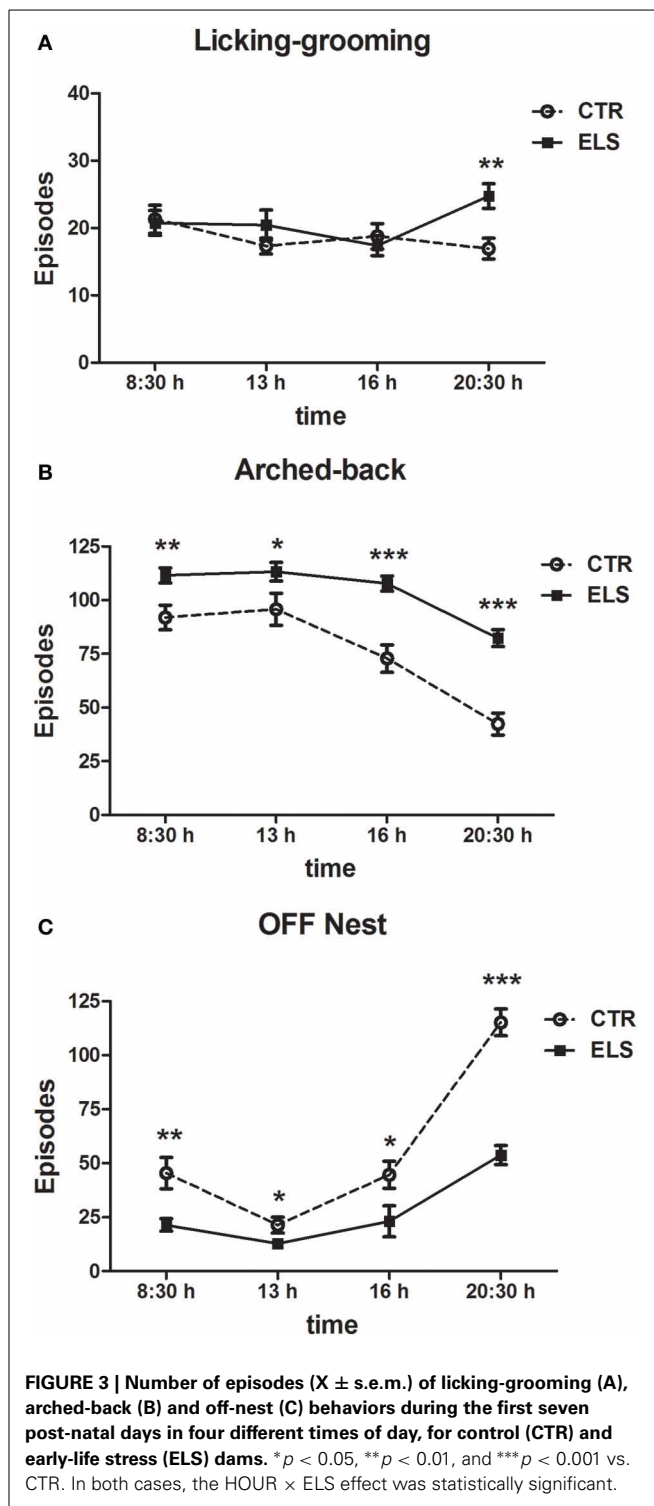 A
Licking-grooming
40
30
20
10
0
Episodes
CTR
ELS
**
8:30 h 13 h 16 h 20:30 h
time
B
Arched-back
125
100
75
50
25
0
Episodes
** * *** ***
CTR
ELS
8:30 h 13 h 16 h 20:30 h
time
C
OFF Nest
125
100
75
50
25
0
Episodes
** * * ***
CTR
ELS
8:30 h 13 h 16 h 20:30 h
time
FIGURE 3 | Number of episodes (X ± s.e.m.) of licking-grooming (A),
arched-back (B) and off-nest (C) behaviors during the first seven
post-natal days in four different times of day, for control (CTR) and
early-life stress (ELS) dams. *p < 0.05, **p < 0.01, and ***p < 0.001 vs.
CTR. In both cases, the HOUR × ELS effect was statistically significant.